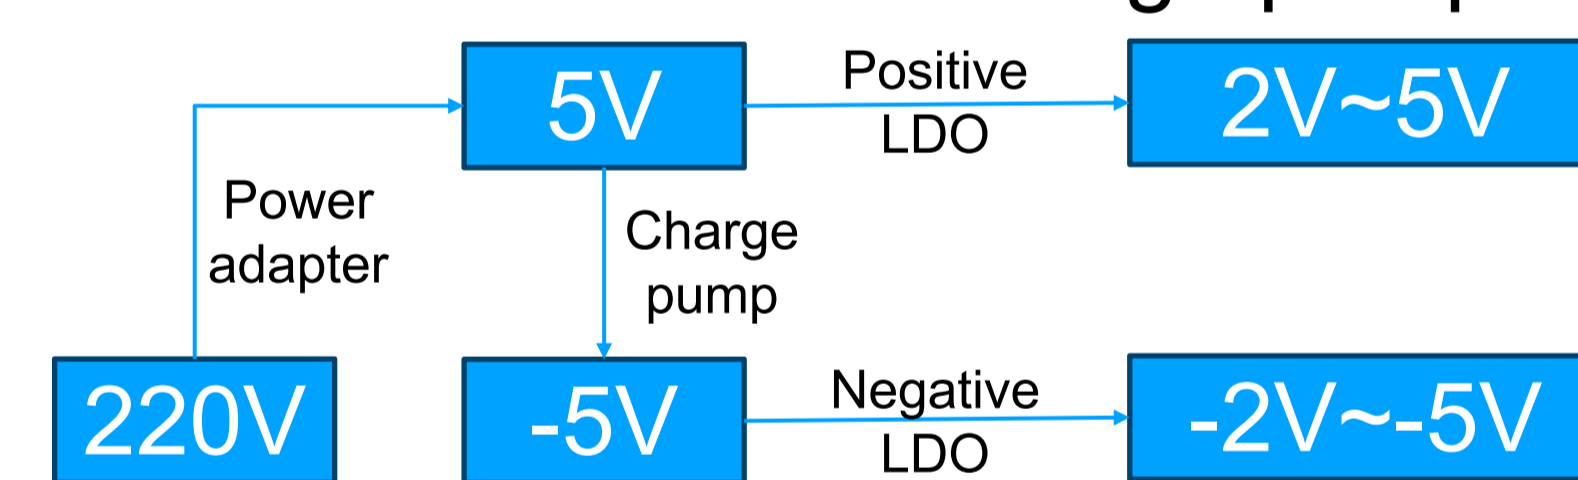 5V
Positive
LDO
2V~5V
Power
adapter
Charge
pump
220V
-5V
Negative
LDO
-2V~-5V